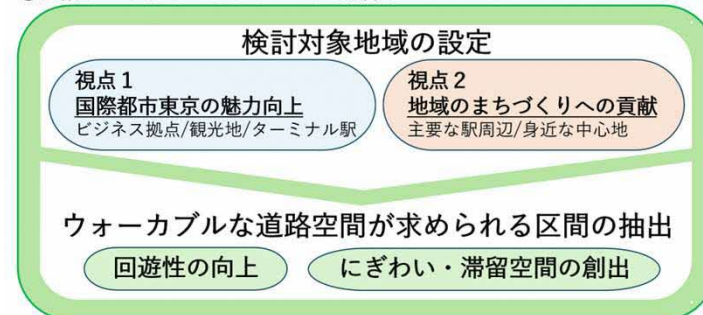 検討対象地域の設定
視点1
国際都市東京の魅力向上
ビジネス拠点/観光地/ターミナル駅
視点2
地域のまちづくりへの貢献
主要な駅周辺/身近な中心地
ウォーカブルな道路空間が求められる区間の抽出
回遊性の向上
にぎわい・滞留空間の創出